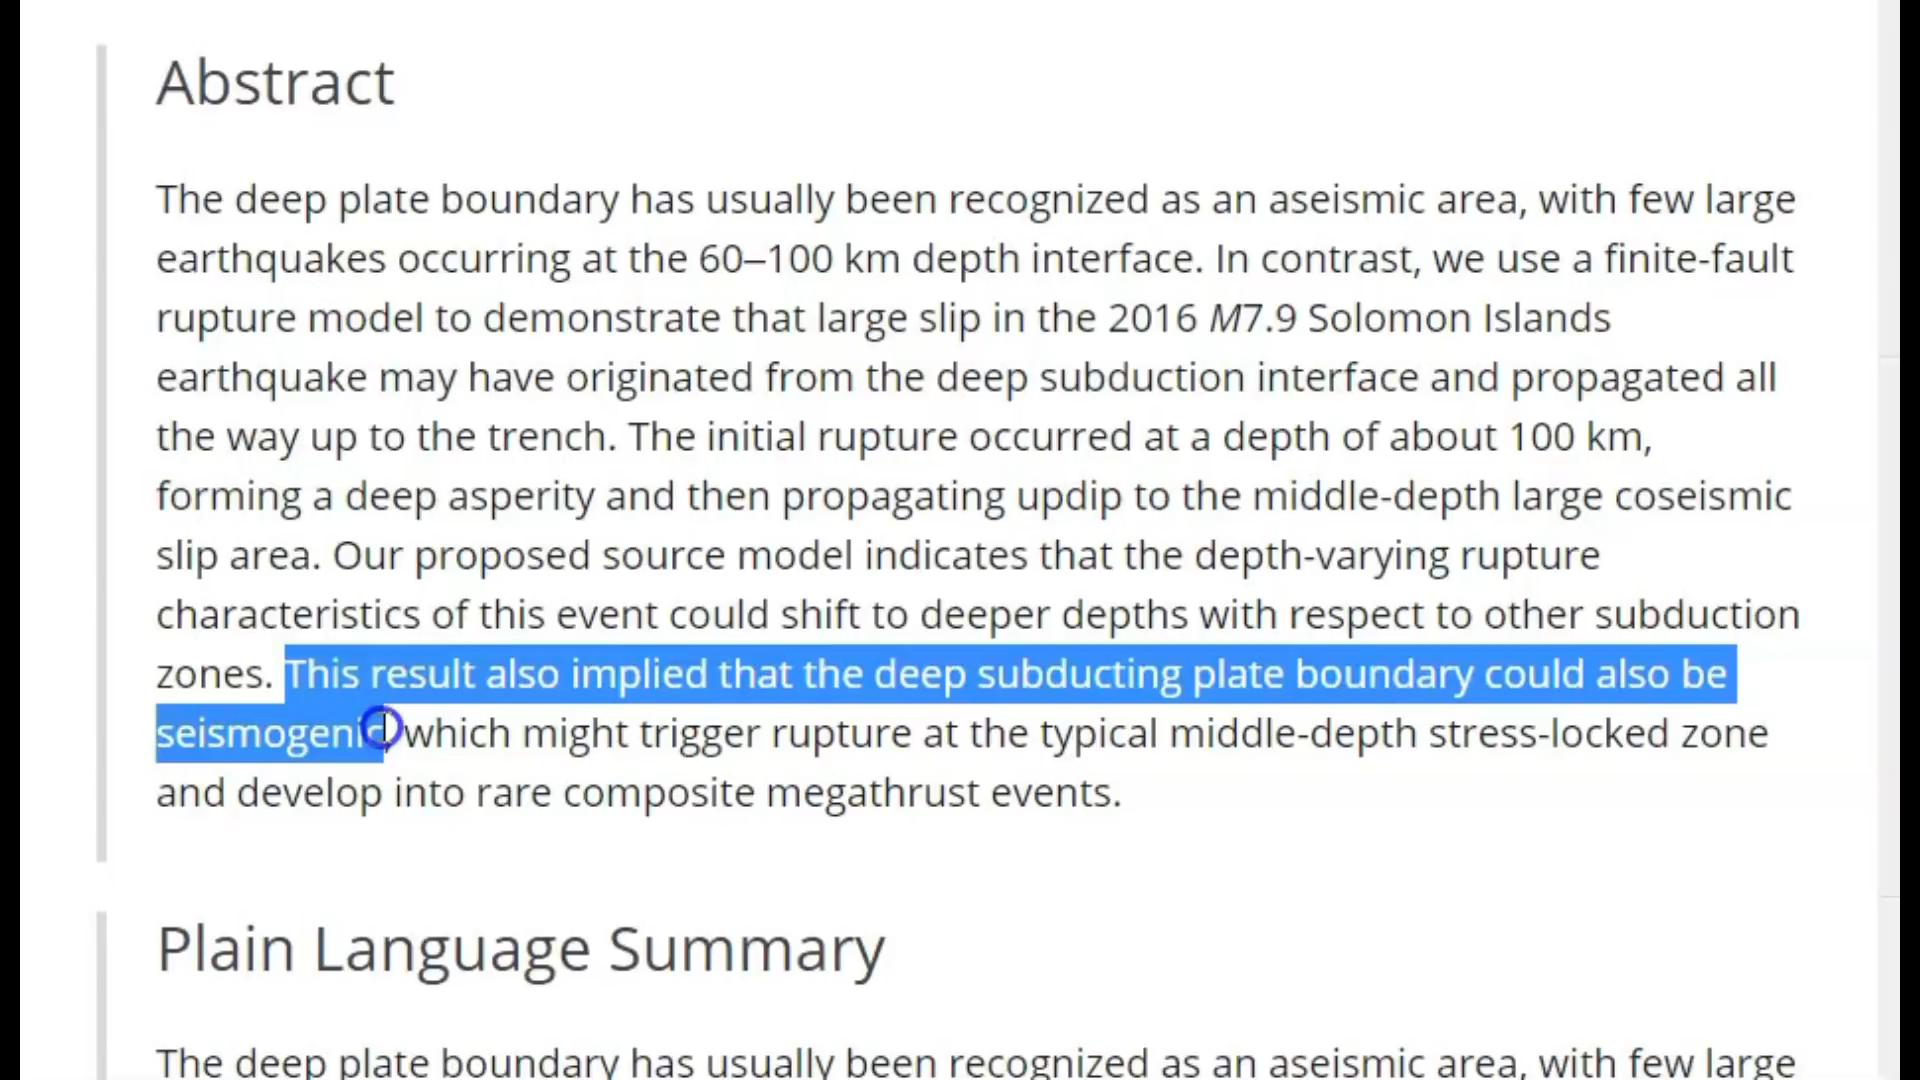 Abstract
The deep plate boundary has usually been recognized as an aseismic area, with few large
earthquakes occurring at the 60–100 km depth interface. In contrast, we use a finite-fault
rupture model to demonstrate that large slip in the 2016 M7.9 Solomon Islands
earthquake may have originated from the deep subduction interface and propagated all
the way up to the trench. The initial rupture occurred at a depth of about 100 km,
forming a deep asperity and then propagating updip to the middle-depth large coseismic
slip area. Our proposed source model indicates that the depth-varying rupture
characteristics of this event could shift to deeper depths with respect to other subduction
zones. This result also implied that the deep subducting plate boundary could also be
seismogenic, which might trigger rupture at the typical middle-depth stress-locked zone
and develop into rare composite megathrust events.
Plain Language Summary
The deep plate boundary has usually been recognized as an aseismic area, with few large